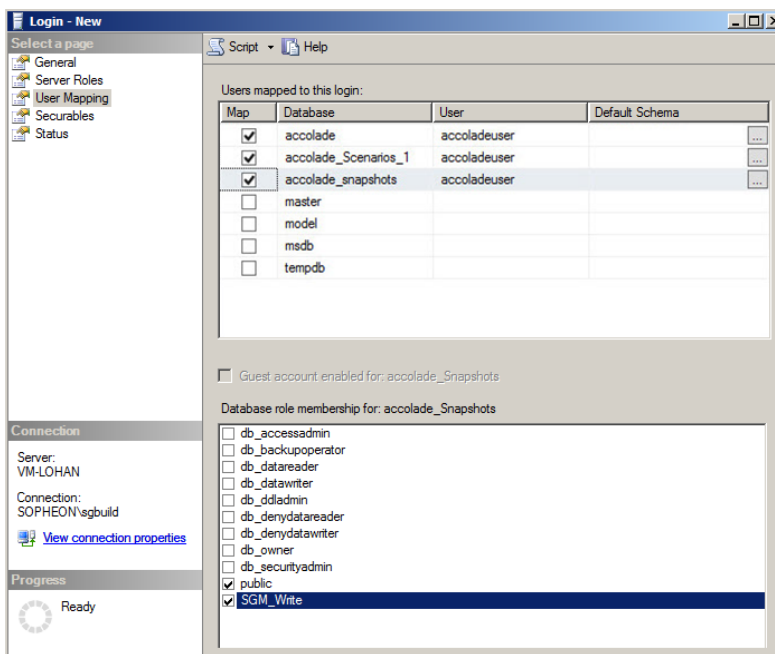 Login - New
Select a page
General
Server Roles
User Mapping
Securables
Status
Script Help
Users mapped to this login:
Map Database User Default Schema
accolade accoladeuser ...
accolade_Scenarios_1 accoladeuser ...
accolade_snapshots accoladeuser ...
master
model
msdb
tempdb
Guest account enabled for: accolade_Snapshots
Database role membership for: accolade_Snapshots
db_accessadmin
db_backupoperator
db_datareader
db_datawriter
db_ddladmin
db_denydatareader
db_denydatawriter
db_owner
db_securityadmin
public
SGM_Write
Connection
Server:
VM-LOHAN
Connection:
SOPHEON\sgbuild
View connection properties
Progress
Ready